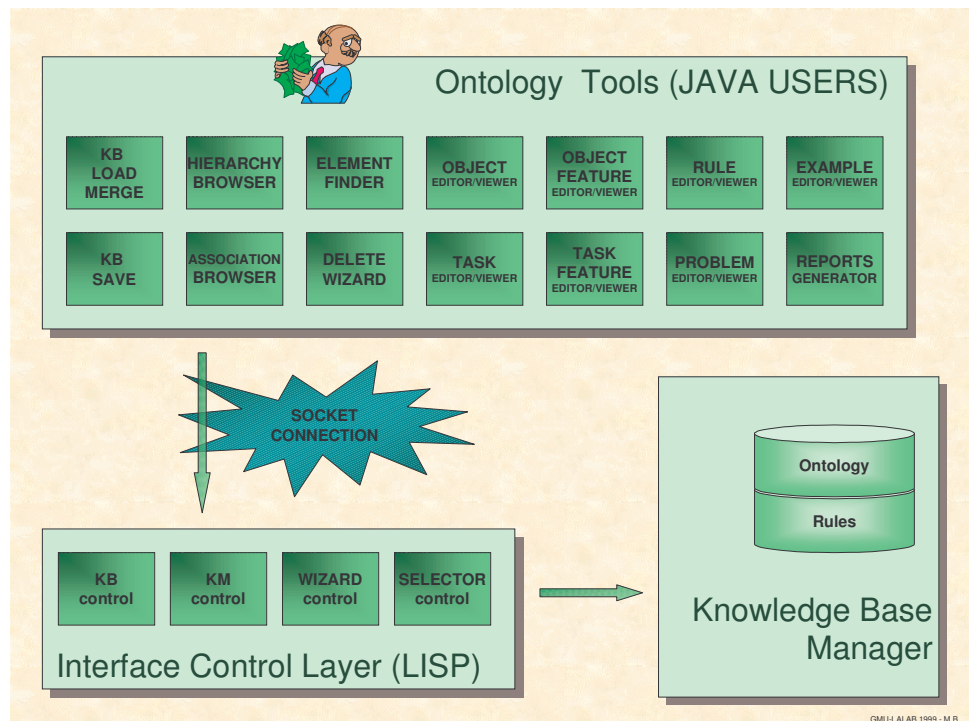 Ontology Tools (JAVA USERS)
KB
LOAD
MERGE
HIERARCHY
BROWSER
ELEMENT
FINDER
OBJECT
EDITOR/VIEWER
OBJECT
FEATURE
EDITOR/VIEWER
RULE
EDITOR/VIEWER
EXAMPLE
EDITOR/VIEWER
KB
SAVE
ASSOCIATION
BROWSER
DELETE
WIZARD
TASK
EDITOR/VIEWER
TASK
FEATURE
EDITOR/VIEWER
PROBLEM
EDITOR/VIEWER
REPORTS
GENERATOR
SOCKET
CONNECTION
Ontology
Rules
Knowledge Base
Manager
KB
control
KM
control
WIZARD
control
SELECTOR
control
Interface Control Layer (LISP)
GMU-LALAB 1999 - M.B.